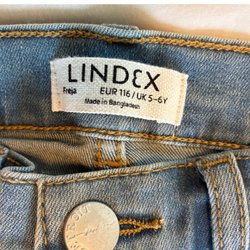 LINDEX
Freja EUR 116 / UK 5-6Y
Made in Bangladesh